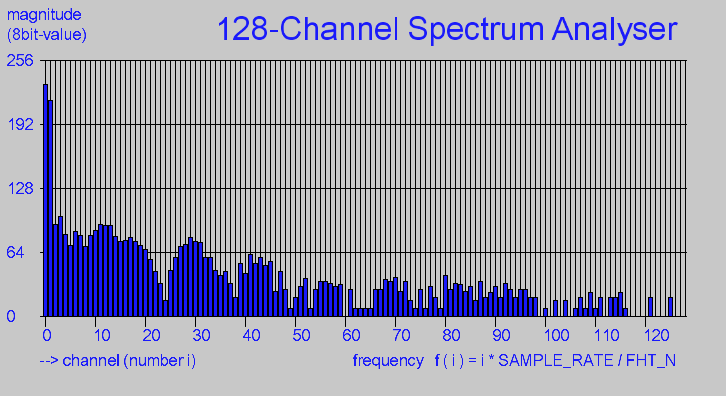 magnitude
(8bit-value)
128-Channel Spectrum Analyser
256
192
128
64
0
0 10 20 30 40 50 60 70 80 90 100 110 120
--> channel (number i) frequency f ( i ) = i * SAMPLE_RATE / FHT_N